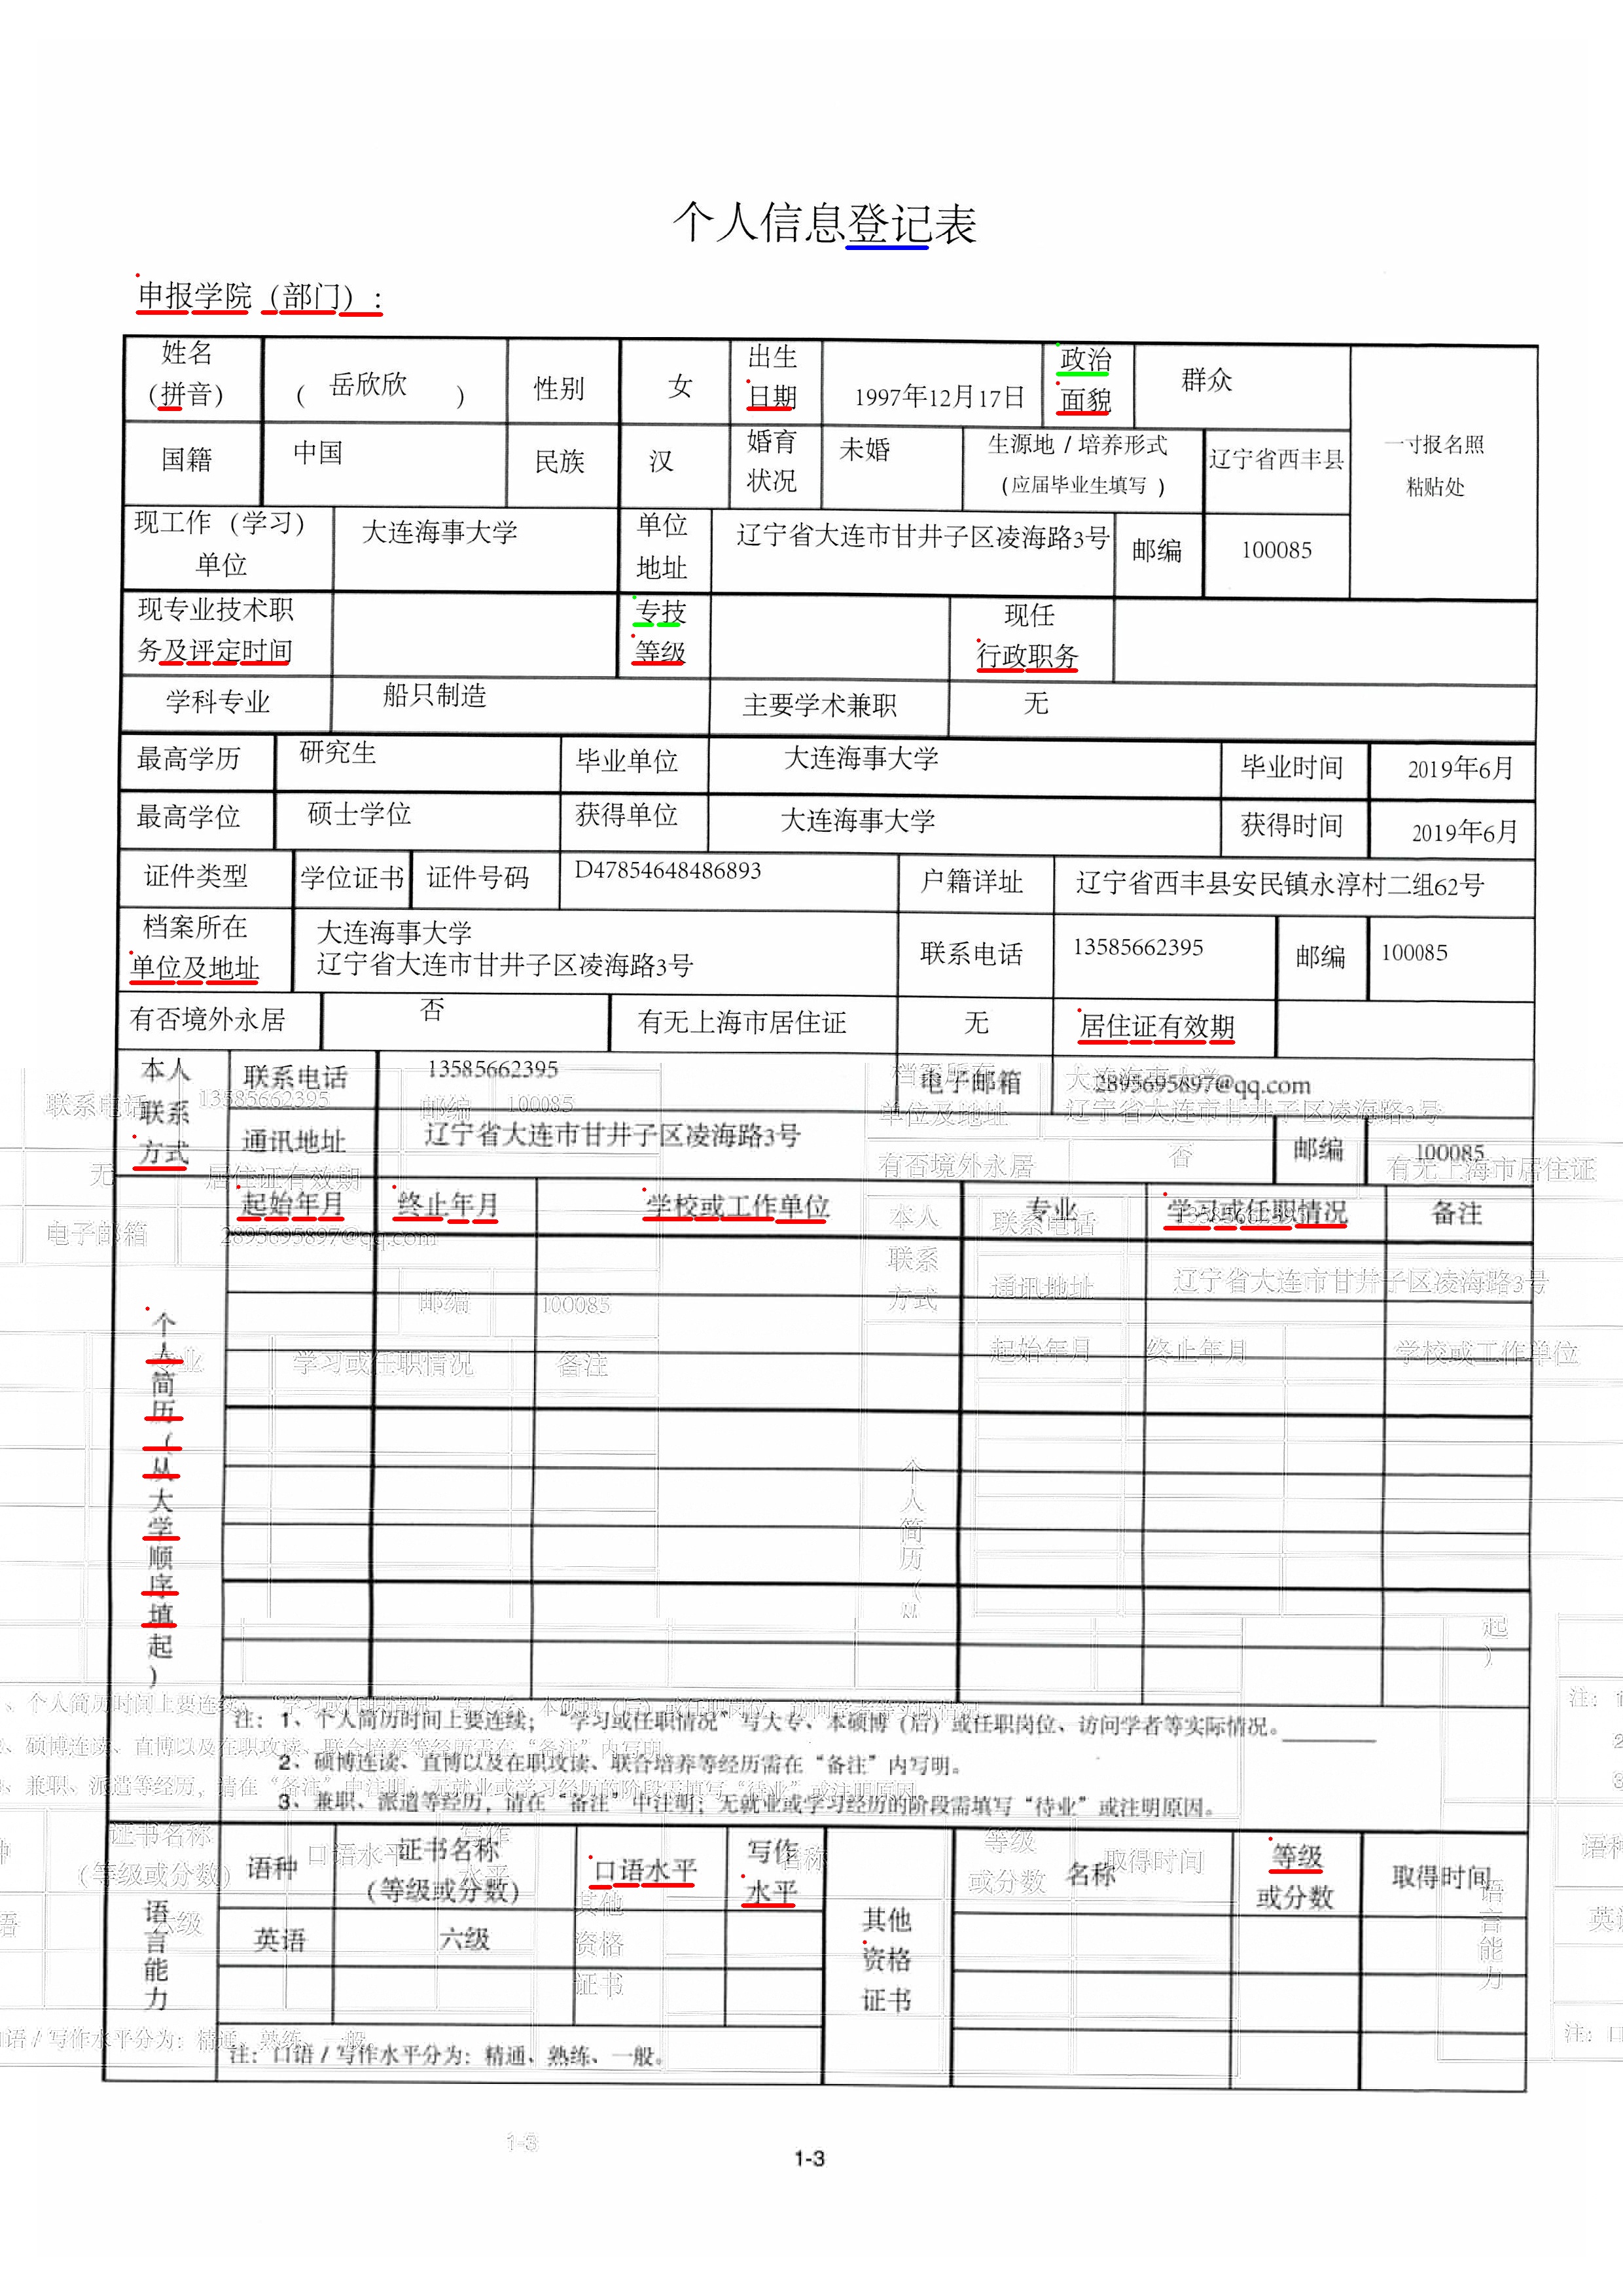 个人信息登记表
申报学院（部门）：
姓名
（拼音）
（ 岳欣欣 ）
性别
女
出生
日期
1997年12月17日
政治
面貌
群众
一寸报名照
粘贴处
国籍
中国
民族
汉
婚育
状况
未婚
生源地 / 培养形式
（应届毕业生填写 ）
辽宁省西丰县
现工作（学习）
单位
大连海事大学
单位
地址
辽宁省大连市甘井子区凌海路3号
邮编
100085
现专业技术职
务及评定时间
专技
等级
现任
行政职务
学科专业
船只制造
主要学术兼职
无
最高学历
研究生
毕业单位
大连海事大学
毕业时间
2019年6月
最高学位
硕士学位
获得单位
大连海事大学
获得时间
2019年6月
证件类型
学位证书
证件号码
D47854648486893
户籍详址
辽宁省西丰县安民镇永淳村二组62号
档案所在
单位及地址
大连海事大学
辽宁省大连市甘井子区凌海路3号
联系电话
13585662395
邮编
100085
有否境外永居
否
有无上海市居住证
无
居住证有效期
本人
联系
方式
联系电话
13585662395
电子邮箱
2895695897@qq.com
通讯地址
辽宁省大连市甘井子区凌海路3号
邮编
100085
个人简历（从大学顺序填起）
起始年月
终止年月
学校或工作单位
专业
学习或任职情况
备注
注：1、个人简历时间上要连续；“学习或任职情况”写大专、本硕博（后）或任职岗位、访问学者等实际情况。
2、硕博连读、直博以及在职攻读、联合培养等经历需在“备注”内写明。
3、兼职、派遣等经历，请在“备注”中注明；无就业或学习经历的阶段需填写“待业”或注明原因。
语言能力
语种
证书名称
（等级或分数）
口语水平
写作
水平
其他
资格
证书
名称
等级
或分数
取得时间
英语
六级
注：口语 / 写作水平分为：精通、熟练、一般。
1-3